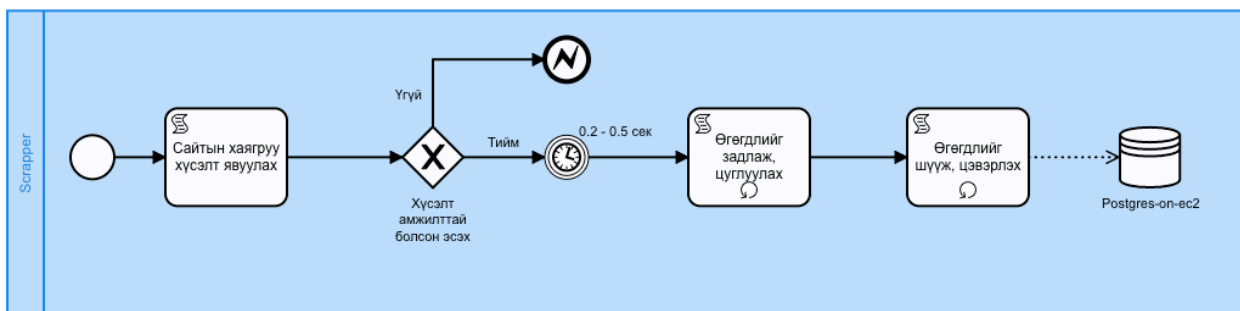 Scrapper
Сайтын хаягруу
хүсэлт явуулах
Үгүй
Тийм
Хүсэлт
амжилттай
болсон эсэх
0.2 - 0.5 сек
Өгөгдлийг
задлаж,
цуглуулах
Өгөгдлийг
шүүж, цэвэрлэх
Postgres-on-ec2